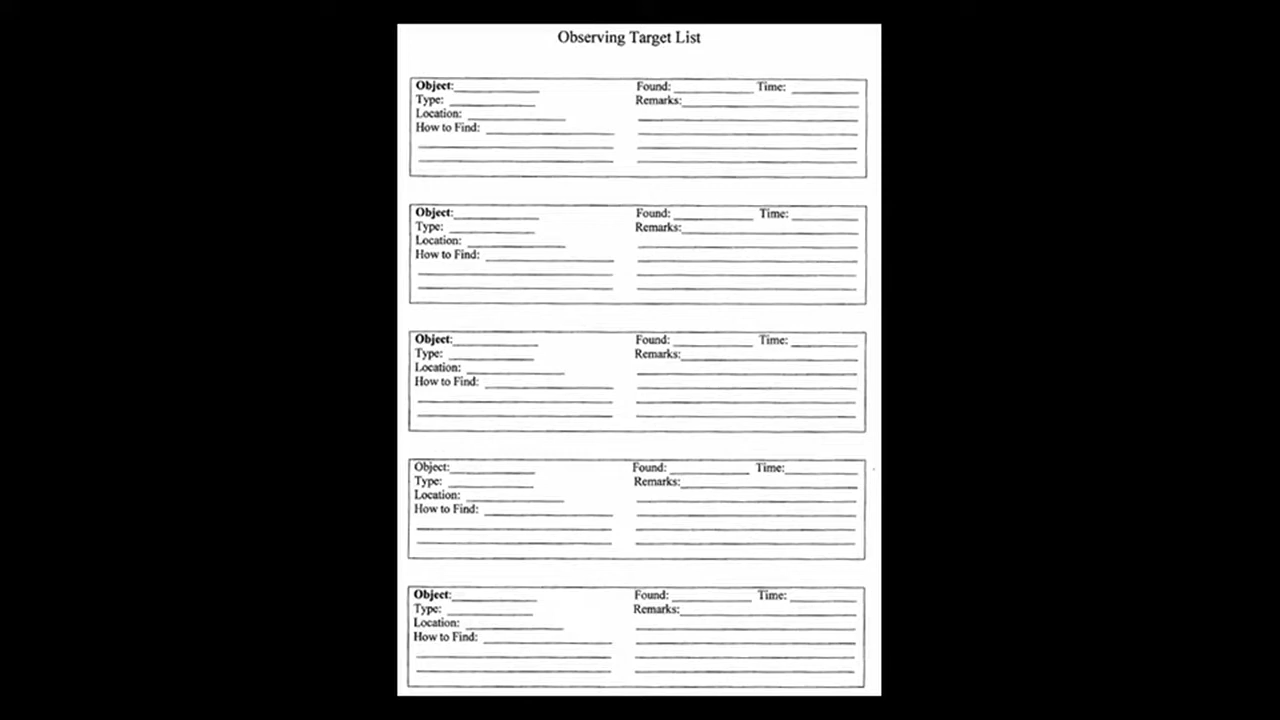 Observing Target List
Object: Found: Time:
Type: Remarks:
Location:
How to Find:
Object: Found: Time:
Type: Remarks:
Location:
How to Find:
Object: Found: Time:
Type: Remarks:
Location:
How to Find:
Object: Found: Time:
Type: Remarks:
Location:
How to Find:
Object: Found: Time:
Type: Remarks:
Location:
How to Find: